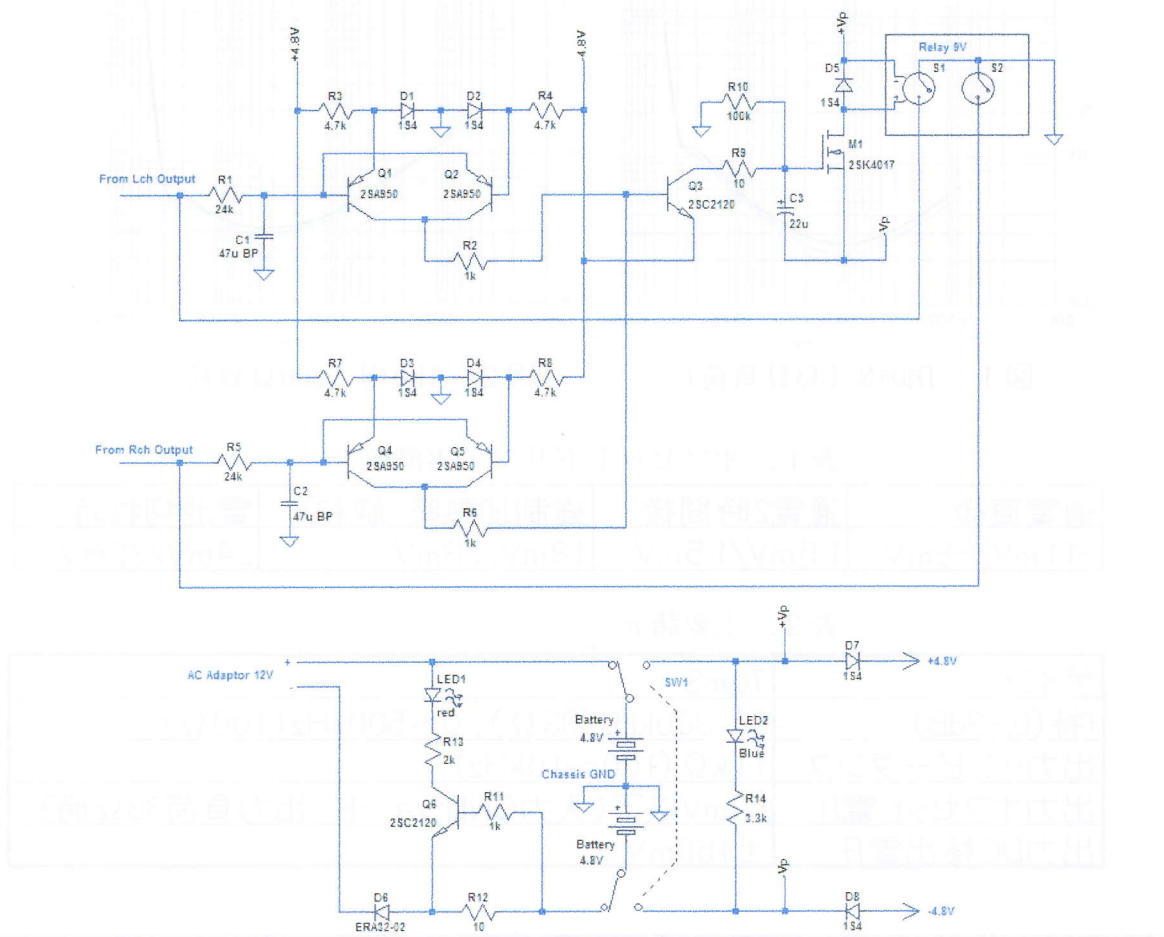 +4.8V
-4.8V
+Vp
Relay 9V
R3
4.7k
D1
1S4
D2
1S4
R4
4.7k
R10
100k
D5
1S4
S1
S2
From Lch Output
R1
24k
Q1
2SA950
Q2
2SA950
Q3
2SC2120
R9
10
M1
2SK4017
C1
47u BP
R2
1k
C3
22u
-Vp
R7
4.7k
D3
1S4
D4
1S4
R8
4.7k
From Rch Output
R5
24k
Q4
2SA950
Q5
2SA950
C2
47u BP
R6
1k
+Vp
D7
1S4
+4.8V
AC Adaptor 12V
+
LED1
red
SW1
R13
2k
Battery
4.8V
+
LED2
Blue
Chassis GND
Q6
2SC2120
R11
1k
+
Battery
4.8V
R14
3.3k
-Vp
D6
ERA32-02
R12
10
D8
1S4
-4.8V